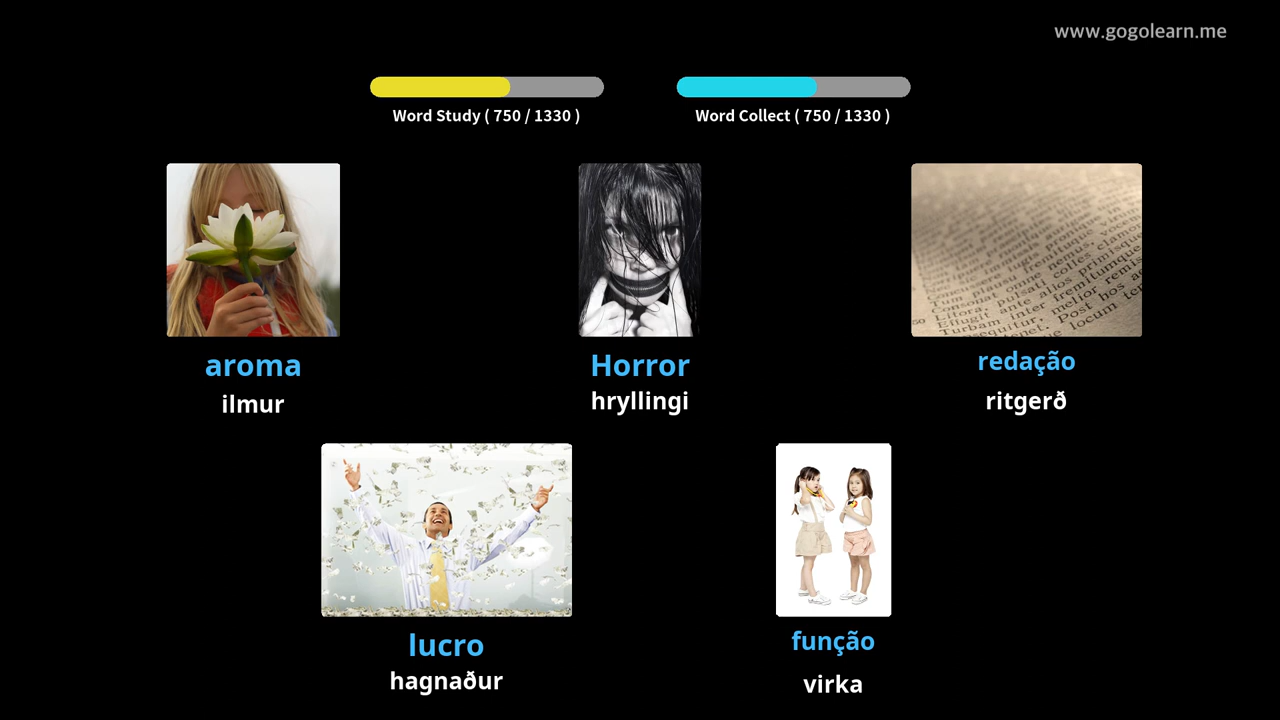 www.gogolearn.me
Word Study ( 750 / 1330 )
Word Collect ( 750 / 1330 )
aroma
ilmur
Horror
hryllingi
redação
ritgerð
lucro
hagnaður
função
virka